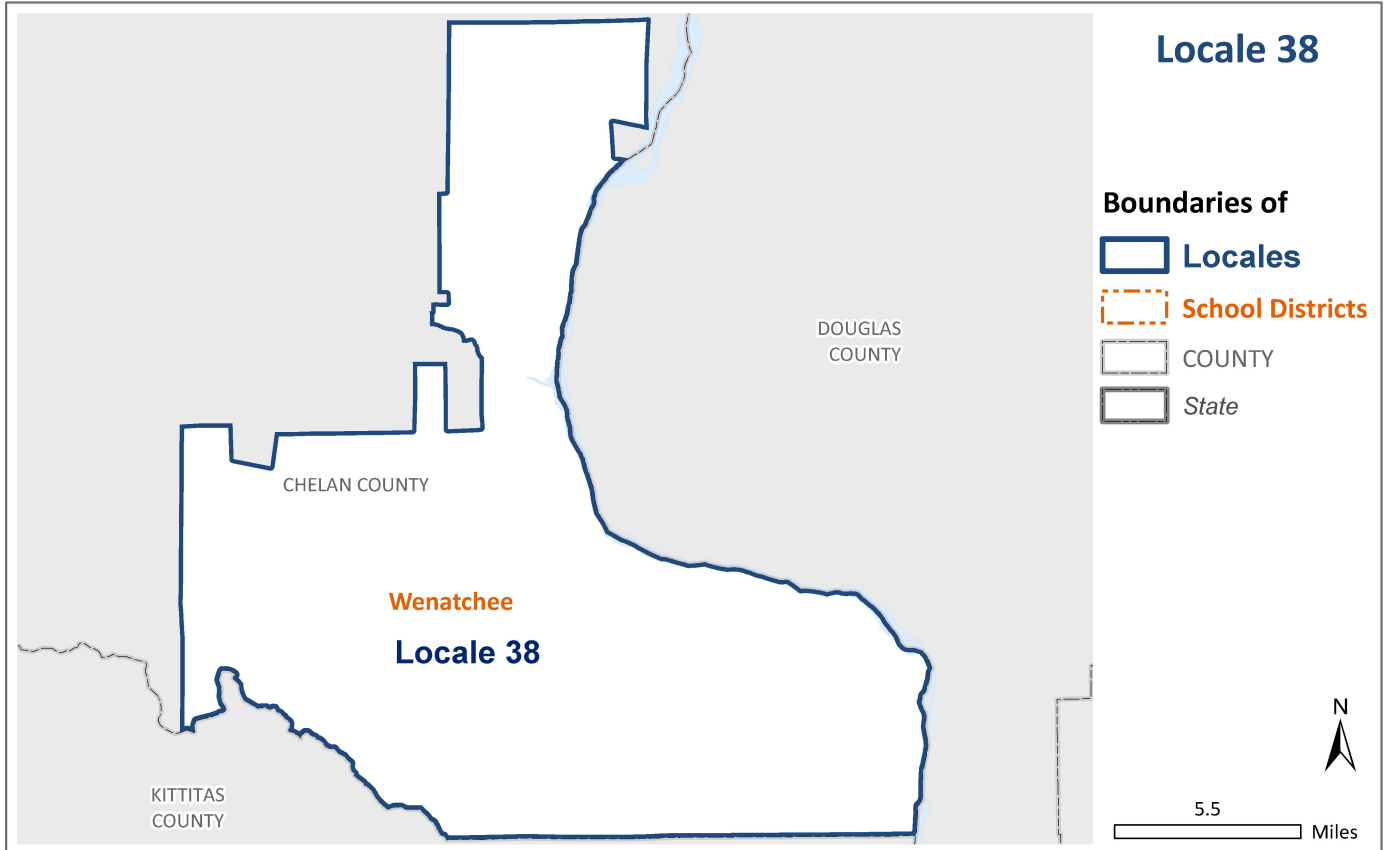 Locale 38
Boundaries of
Locales
School Districts
COUNTY
State
DOUGLAS
COUNTY
CHELAN COUNTY
Wenatchee
Locale 38
KITTITAS
COUNTY
N
5.5
Miles